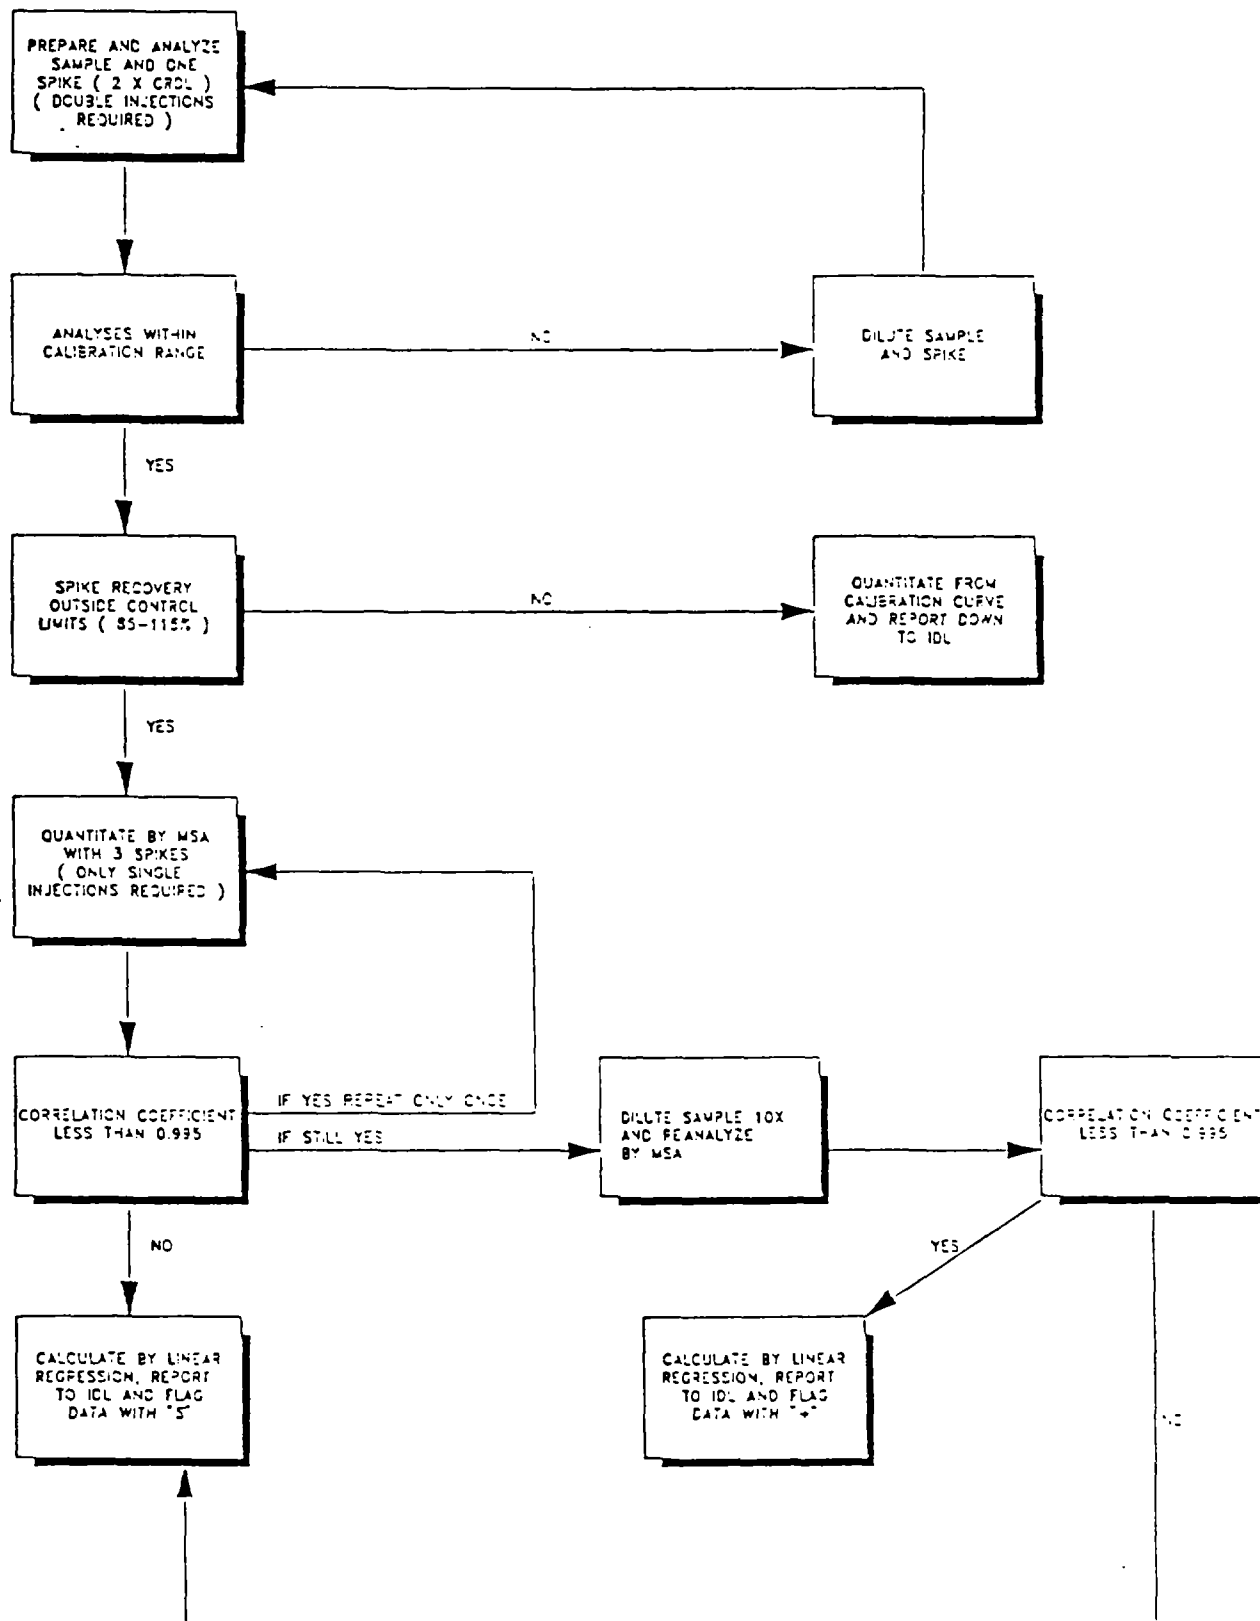 PREPARE AND ANALYZE
SAMPLE AND ONE
SPIKE ( 2 X CRDL )
( DOUBLE INJECTIONS
REQUIRED )
ANALYSES WITHIN
CALIBRATION RANGE
NO
DILUTE SAMPLE
AND SPIKE
YES
SPIKE RECOVERY
OUTSIDE CONTROL
LIMITS ( 85-115% )
NO
QUANTITATE FROM
CALIBRATION CURVE
AND REPORT DOWN
TO IDL
YES
QUANTITATE BY MSA
WITH 3 SPIKES
( ONLY SINGLE
INJECTIONS REQUIRED )
CORRELATION COEFFICIENT
LESS THAN 0.995
IF YES REPEAT ONLY ONCE
IF STILL YES
DILUTE SAMPLE 10X
AND REANALYZE
BY MSA
CORRELATION COEFFICIENT
LESS THAN 0.995
NO
YES
CALCULATE BY LINEAR
REGRESSION, REPORT
TO IDL AND FLAG
DATA WITH "S"
CALCULATE BY LINEAR
REGRESSION, REPORT
TO IDL AND FLAG
DATA WITH "+"
NO